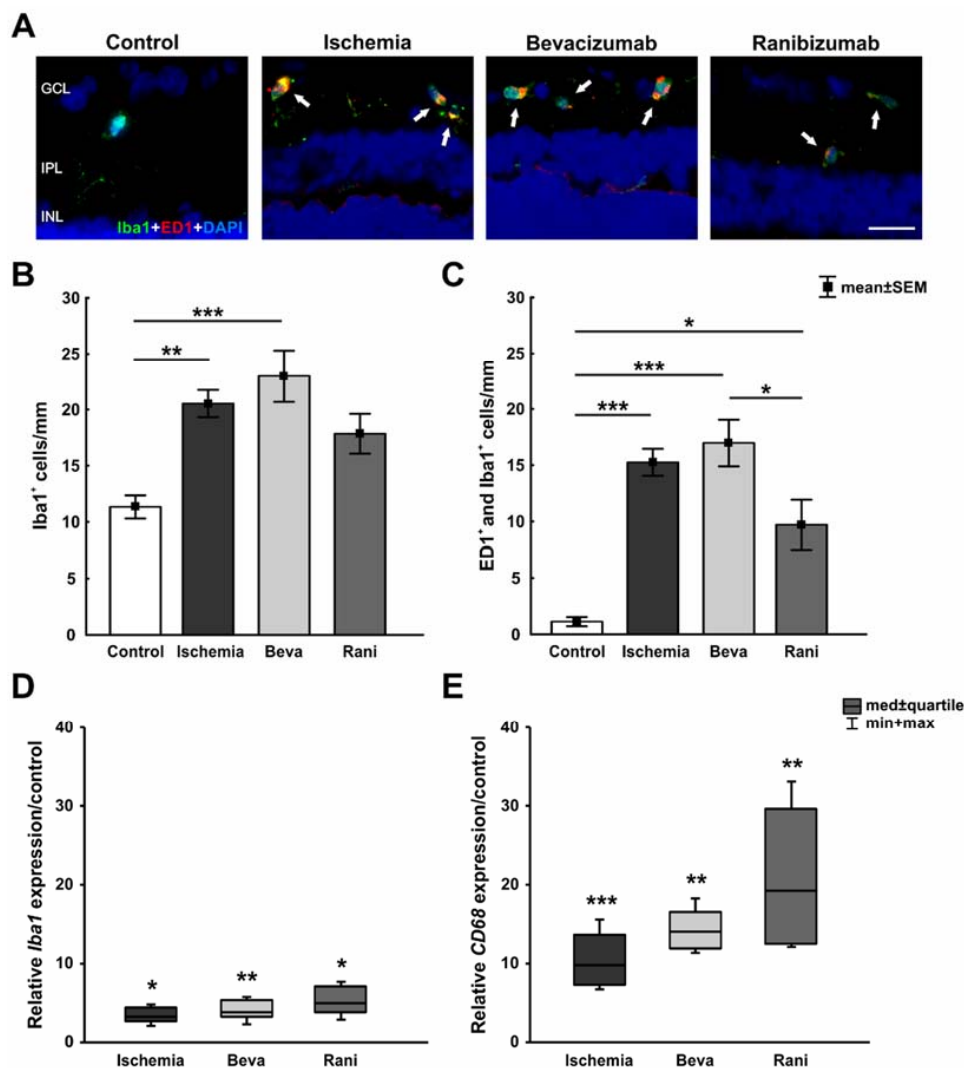 A
Control
Ischemia
Bevacizumab
Ranibizumab
GCL
IPL
INL
Iba1+ED1+DAPI
B
Iba1⁺ cells/mm
30
25
20
15
10
5
0
***
**
Control Ischemia Beva Rani
C
mean±SEM
ED1⁺ and Iba1⁺ cells/mm
30
25
20
15
10
5
0
*
***
***
*
Control Ischemia Beva Rani
D
Relative Iba1 expression/control
40
30
20
10
0
*
**
*
Ischemia Beva Rani
E
med±quartile
min+max
Relative CD68 expression/control
40
30
20
10
0
***
**
**
Ischemia Beva Rani